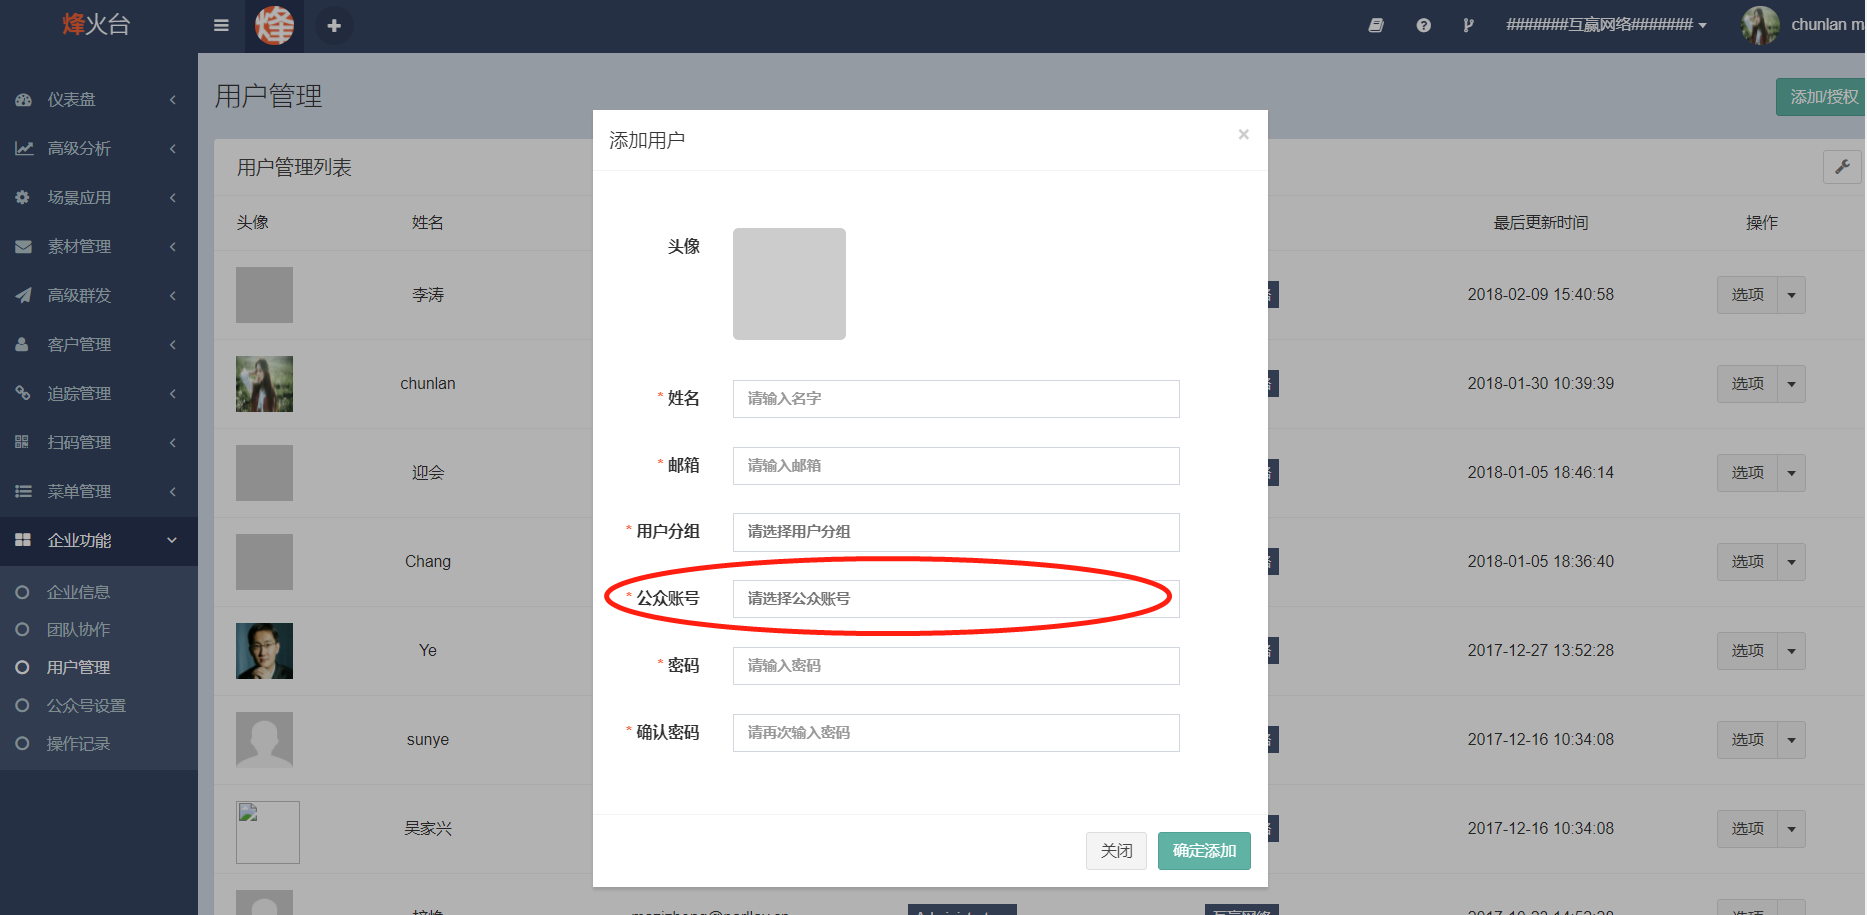 烽火台
烽
#######互赢网络#######
chunlan m
仪表盘
高级分析
场景应用
素材管理
高级群发
客户管理
追踪管理
扫码管理
菜单管理
企业功能
企业信息
团队协作
用户管理
公众号设置
操作记录
用户管理
添加/授权
用户管理列表
头像 姓名 最后更新时间 操作
李涛 2018-02-09 15:40:58 选项
chunlan 2018-01-30 10:39:39 选项
迎会 2018-01-05 18:46:14 选项
Chang 2018-01-05 18:36:40 选项
Ye 2017-12-27 13:52:28 选项
sunye 2017-12-16 10:34:08 选项
吴家兴 2017-12-16 10:34:08 选项
添加用户 ×
头像
* 姓名 请输入名字
* 邮箱 请输入邮箱
* 用户分组 请选择用户分组
* 公众账号 请选择公众账号
* 密码 请输入密码
* 确认密码 请再次输入密码
关闭 确定添加